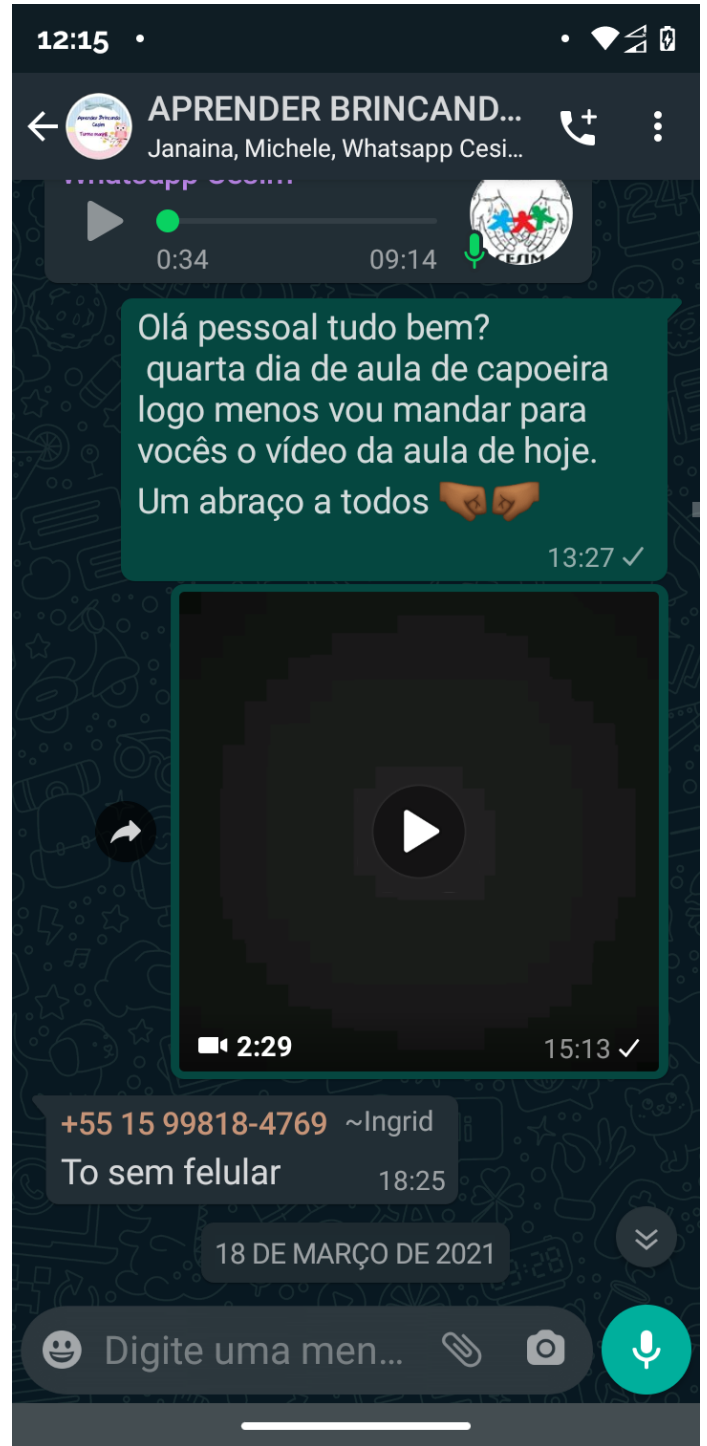 12:15
APRENDER BRINCAND...
Janaina, Michele, Whatsapp Cesi...
Whatsapp Cesim
0:34 09:14
CESIM
Olá pessoal tudo bem?
quarta dia de aula de capoeira
logo menos vou mandar para
vocês o vídeo da aula de hoje.
Um abraço a todos
13:27
2:29 15:13
+55 15 99818-4769 ~Ingrid
To sem felular 18:25
18 DE MARÇO DE 2021
Digite uma men...